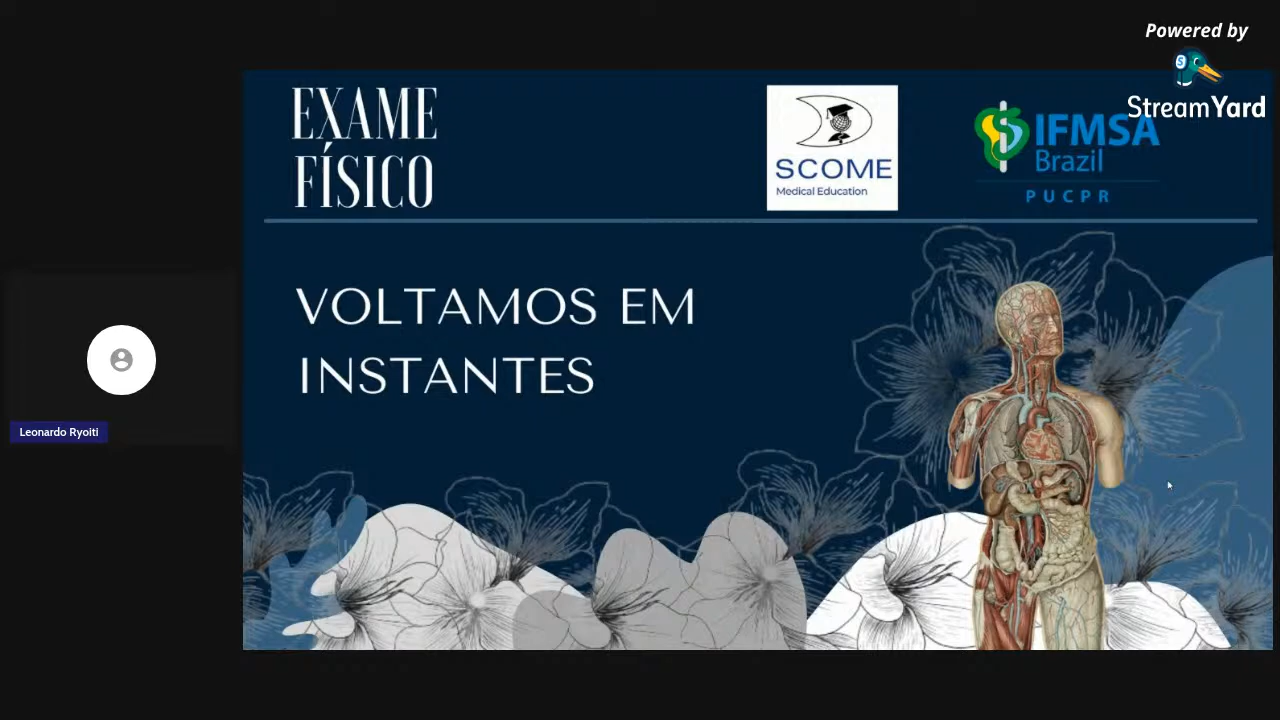 Powered by
StreamYard
EXAME
FÍSICO
SCOME
Medical Education
IFMSA
Brazil
PUCPR
VOLTAMOS EM
INSTANTES
Leonardo Ryoiti